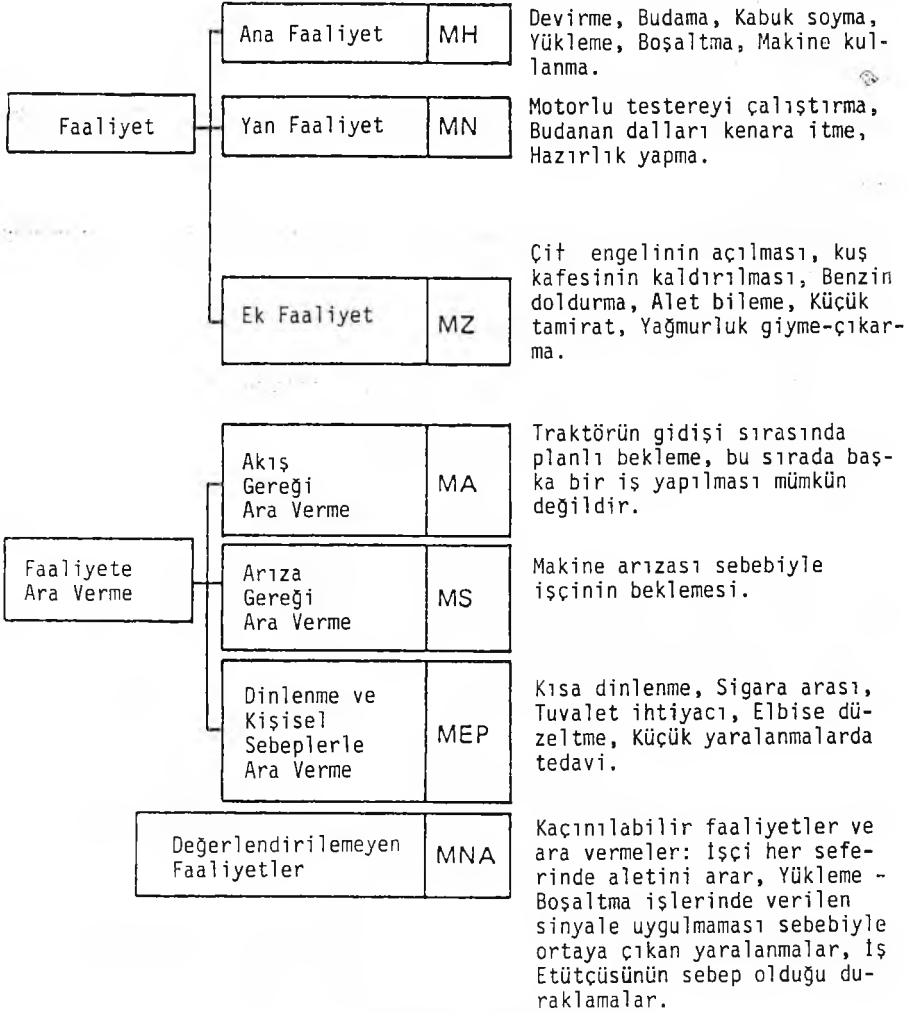 Ana Faaliyet MH
Devirme, Budama, Kabuk soyma,
Yükleme, Boşaltma, Makine kul-
lanma.
Faaliyet
Yan Faaliyet MN
Motorlu testereyi çalıştırma,
Budanan dalları kenara itme,
Hazırlık yapma.
Ek Faaliyet MZ
Çit engelinin açılması, kuş
kafesinin kaldırılması, Benzin
doldurma, Alet bileme, Küçük
tamirat, Yağmurluk giyme-çıkar-
ma.
Faaliyete
Ara Verme
Akış
Gereği
Ara Verme
MA
Traktörün gidişi sırasında
planlı bekleme, bu sırada baş-
ka bir iş yapılması mümkün
değildir.
Arıza
Gereği
Ara Verme
MS
Makine arızası sebebiyle
işçinin beklemesi.
Dinlenme ve
Kişisel
Sebeplerle
Ara Verme
MEP
Kısa dinlenme, Sigara arası,
Tuvalet ihtiyacı, Elbise dü-
zeltme, Küçük yaralanmalarda
tedavi.
Değerlendirilemeyen
Faaliyetler
MNA
Kaçınılabilir faaliyetler ve
ara vermeler: İşçi her sefe-
rinde aletini arar, Yükleme -
Boşaltma işlerinde verilen
sinyale uygulmaması sebebiyle
ortaya çıkan yaralanmalar, İş
Etütçüsünün sebep olduğu du-
raklamalar.